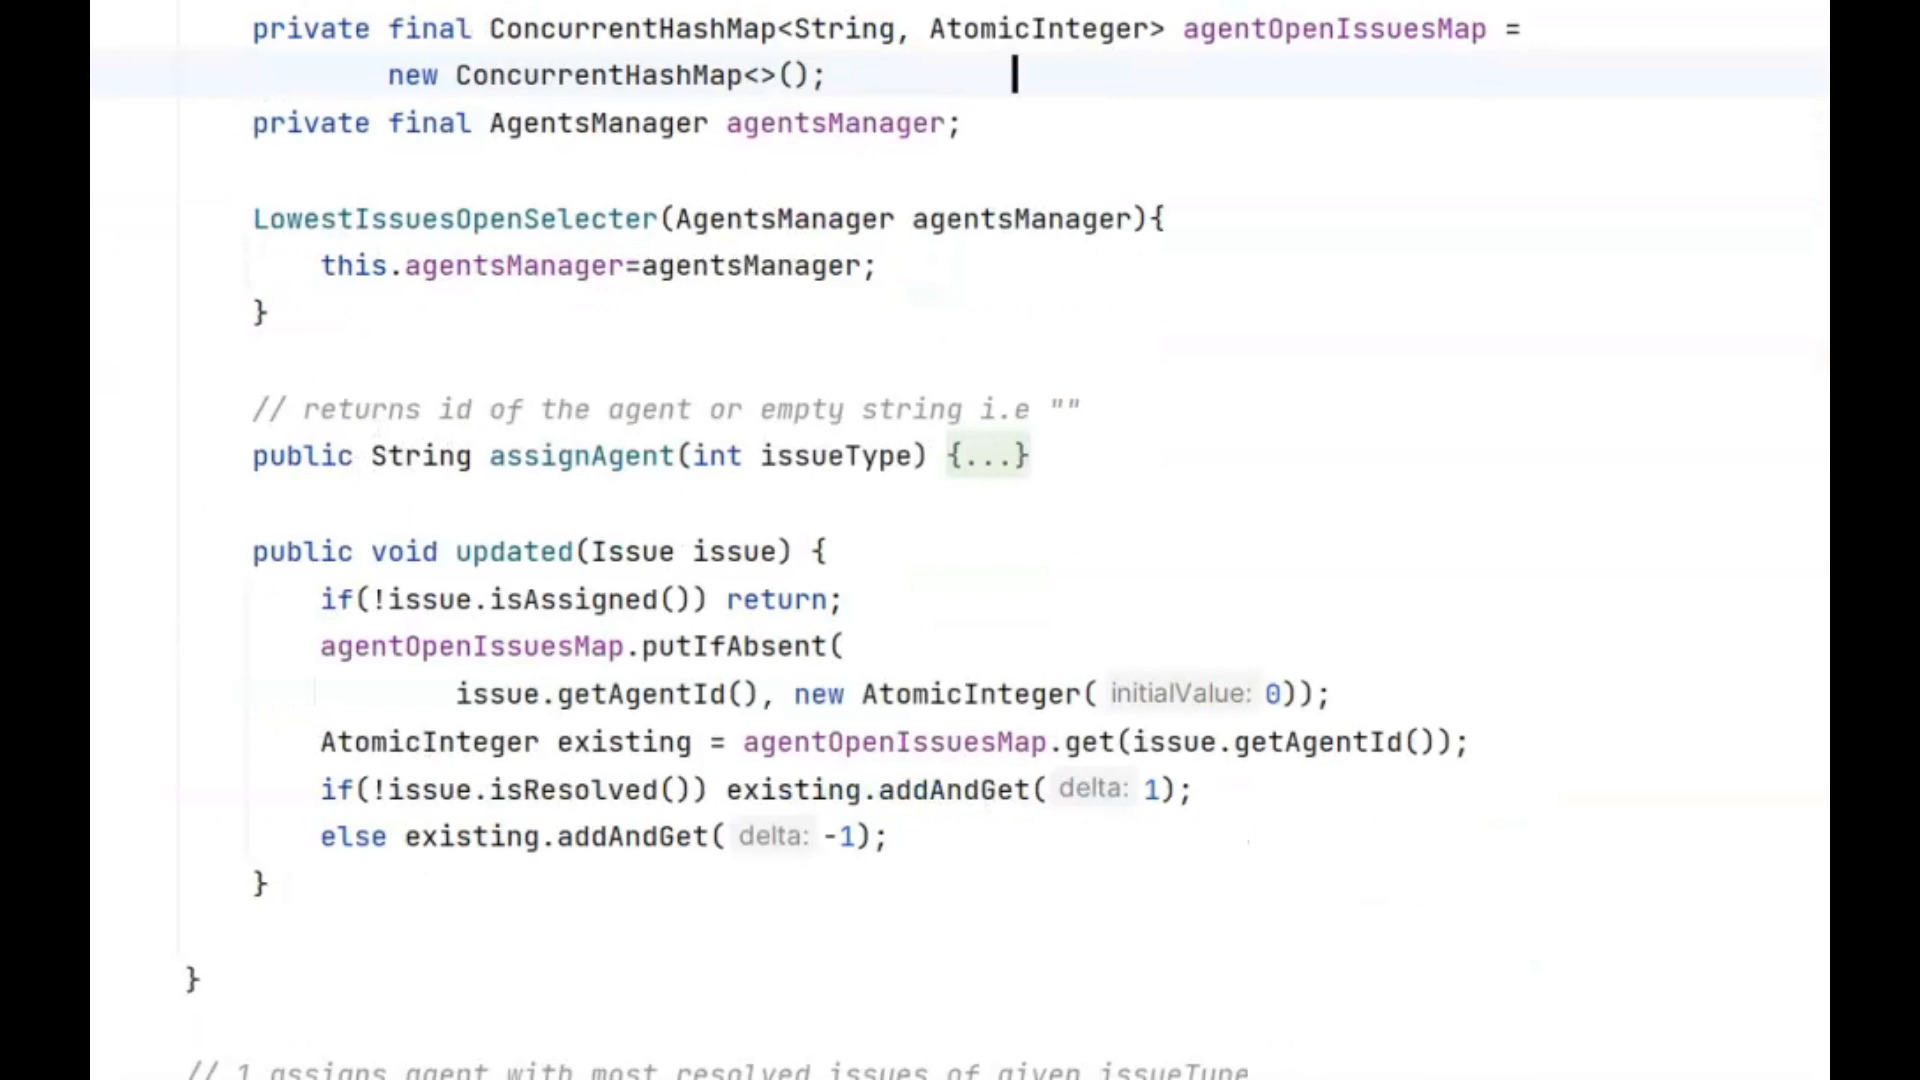 private final ConcurrentHashMap<String, AtomicInteger> agentOpenIssuesMap =
new ConcurrentHashMap<>();
private final AgentsManager agentsManager;
LowestIssuesOpenSelecter(AgentsManager agentsManager){
this.agentsManager=agentsManager;
}
// returns id of the agent or empty string i.e ""
public String assignAgent(int issueType) {...}
public void updated(Issue issue) {
if(!issue.isAssigned()) return;
agentOpenIssuesMap.putIfAbsent(
issue.getAgentId(), new AtomicInteger( initialValue: 0));
AtomicInteger existing = agentOpenIssuesMap.get(issue.getAgentId());
if(!issue.isResolved()) existing.addAndGet( delta: 1);
else existing.addAndGet( delta: -1);
}
}
// 1 assigns agent with most resolved issues of given issueType